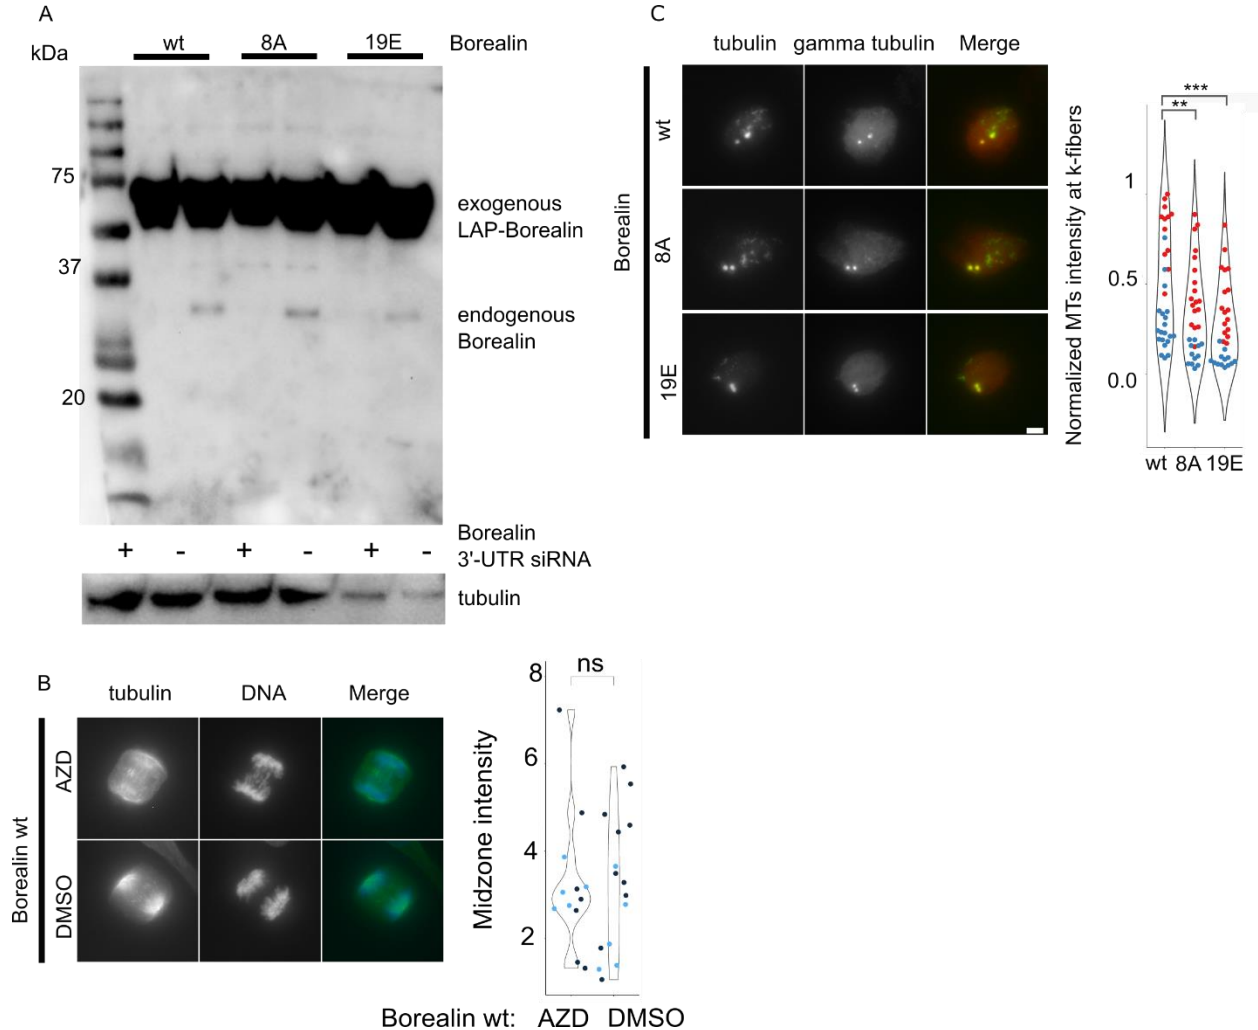 A
wt 8A 19E Borealin
kDa
75
exogenous
LAP-Borealin
37
endogenous
Borealin
20
Borealin
3'-UTR siRNA
+ - + - + -
tubulin
B
tubulin DNA Merge
Borealin wt
AZD
DMSO
ns
Midzone intensity
8
6
4
2
Borealin wt: AZD DMSO
C
tubulin gamma tubulin Merge
Borealin
wt
8A
19E
Normalized MTs intensity at k-fibers
***
**
1
0.5
0.0
wt 8A 19E